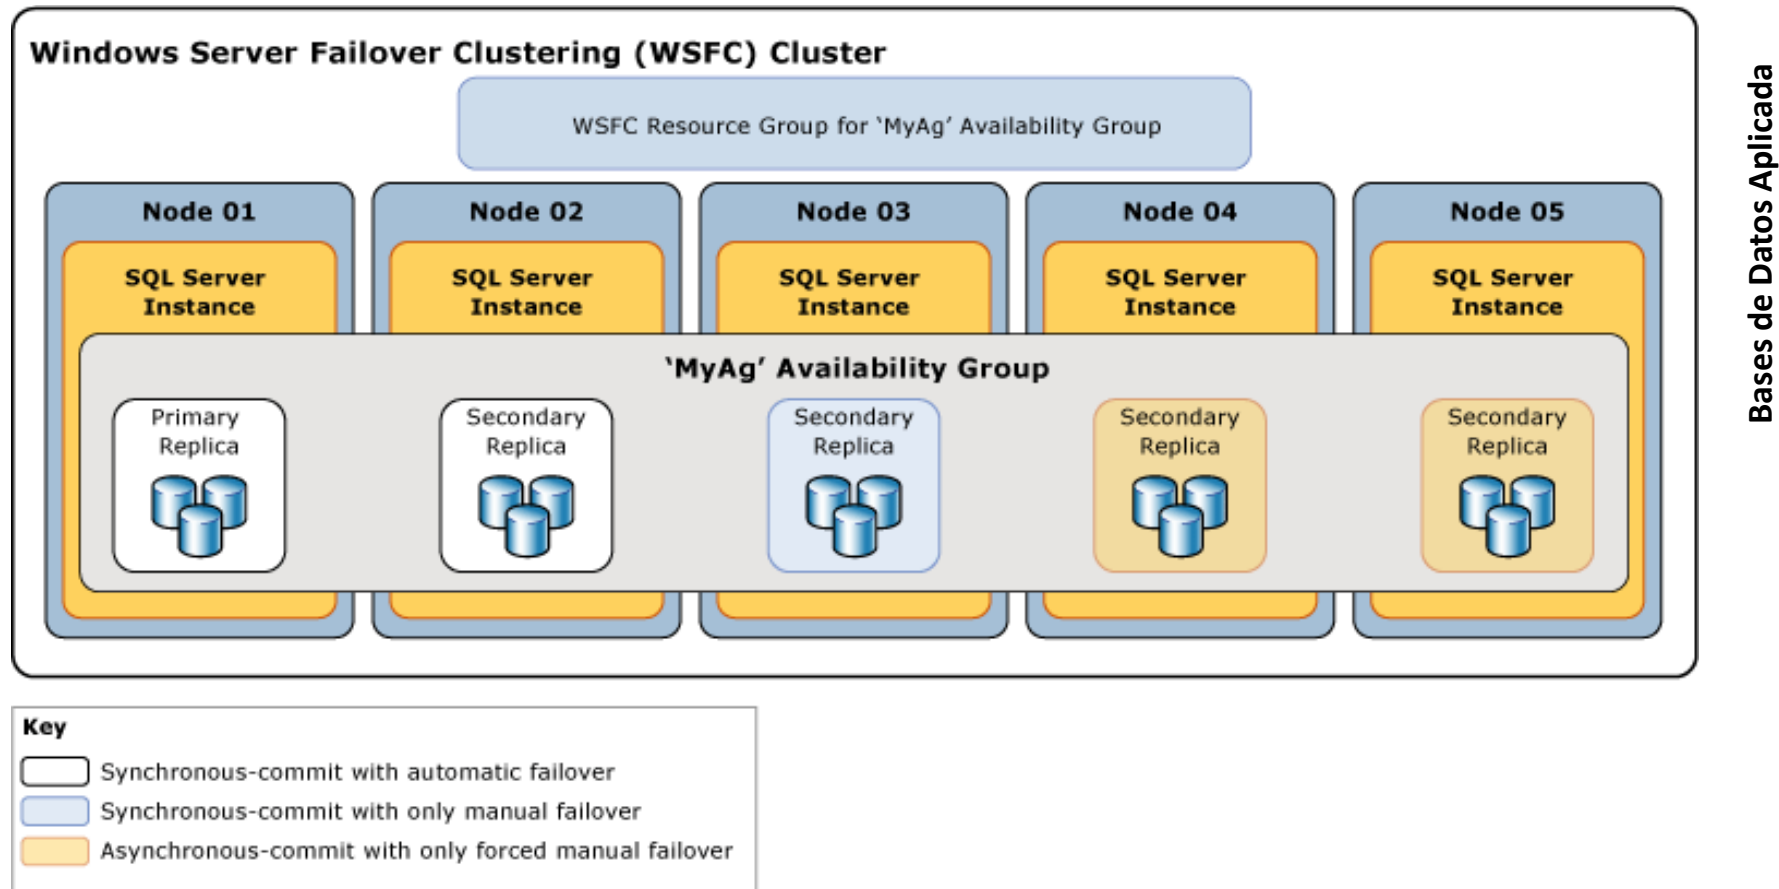 Windows Server Failover Clustering (WSFC) Cluster
WSFC Resource Group for ‘MyAg’ Availability Group
Node 01
SQL Server
Instance
Node 02
SQL Server
Instance
Node 03
SQL Server
Instance
Node 04
SQL Server
Instance
Node 05
SQL Server
Instance
‘MyAg’ Availability Group
Primary
Replica
Secondary
Replica
Secondary
Replica
Secondary
Replica
Secondary
Replica
Key
Synchronous-commit with automatic failover
Synchronous-commit with only manual failover
Asynchronous-commit with only forced manual failover
Bases de Datos Aplicada